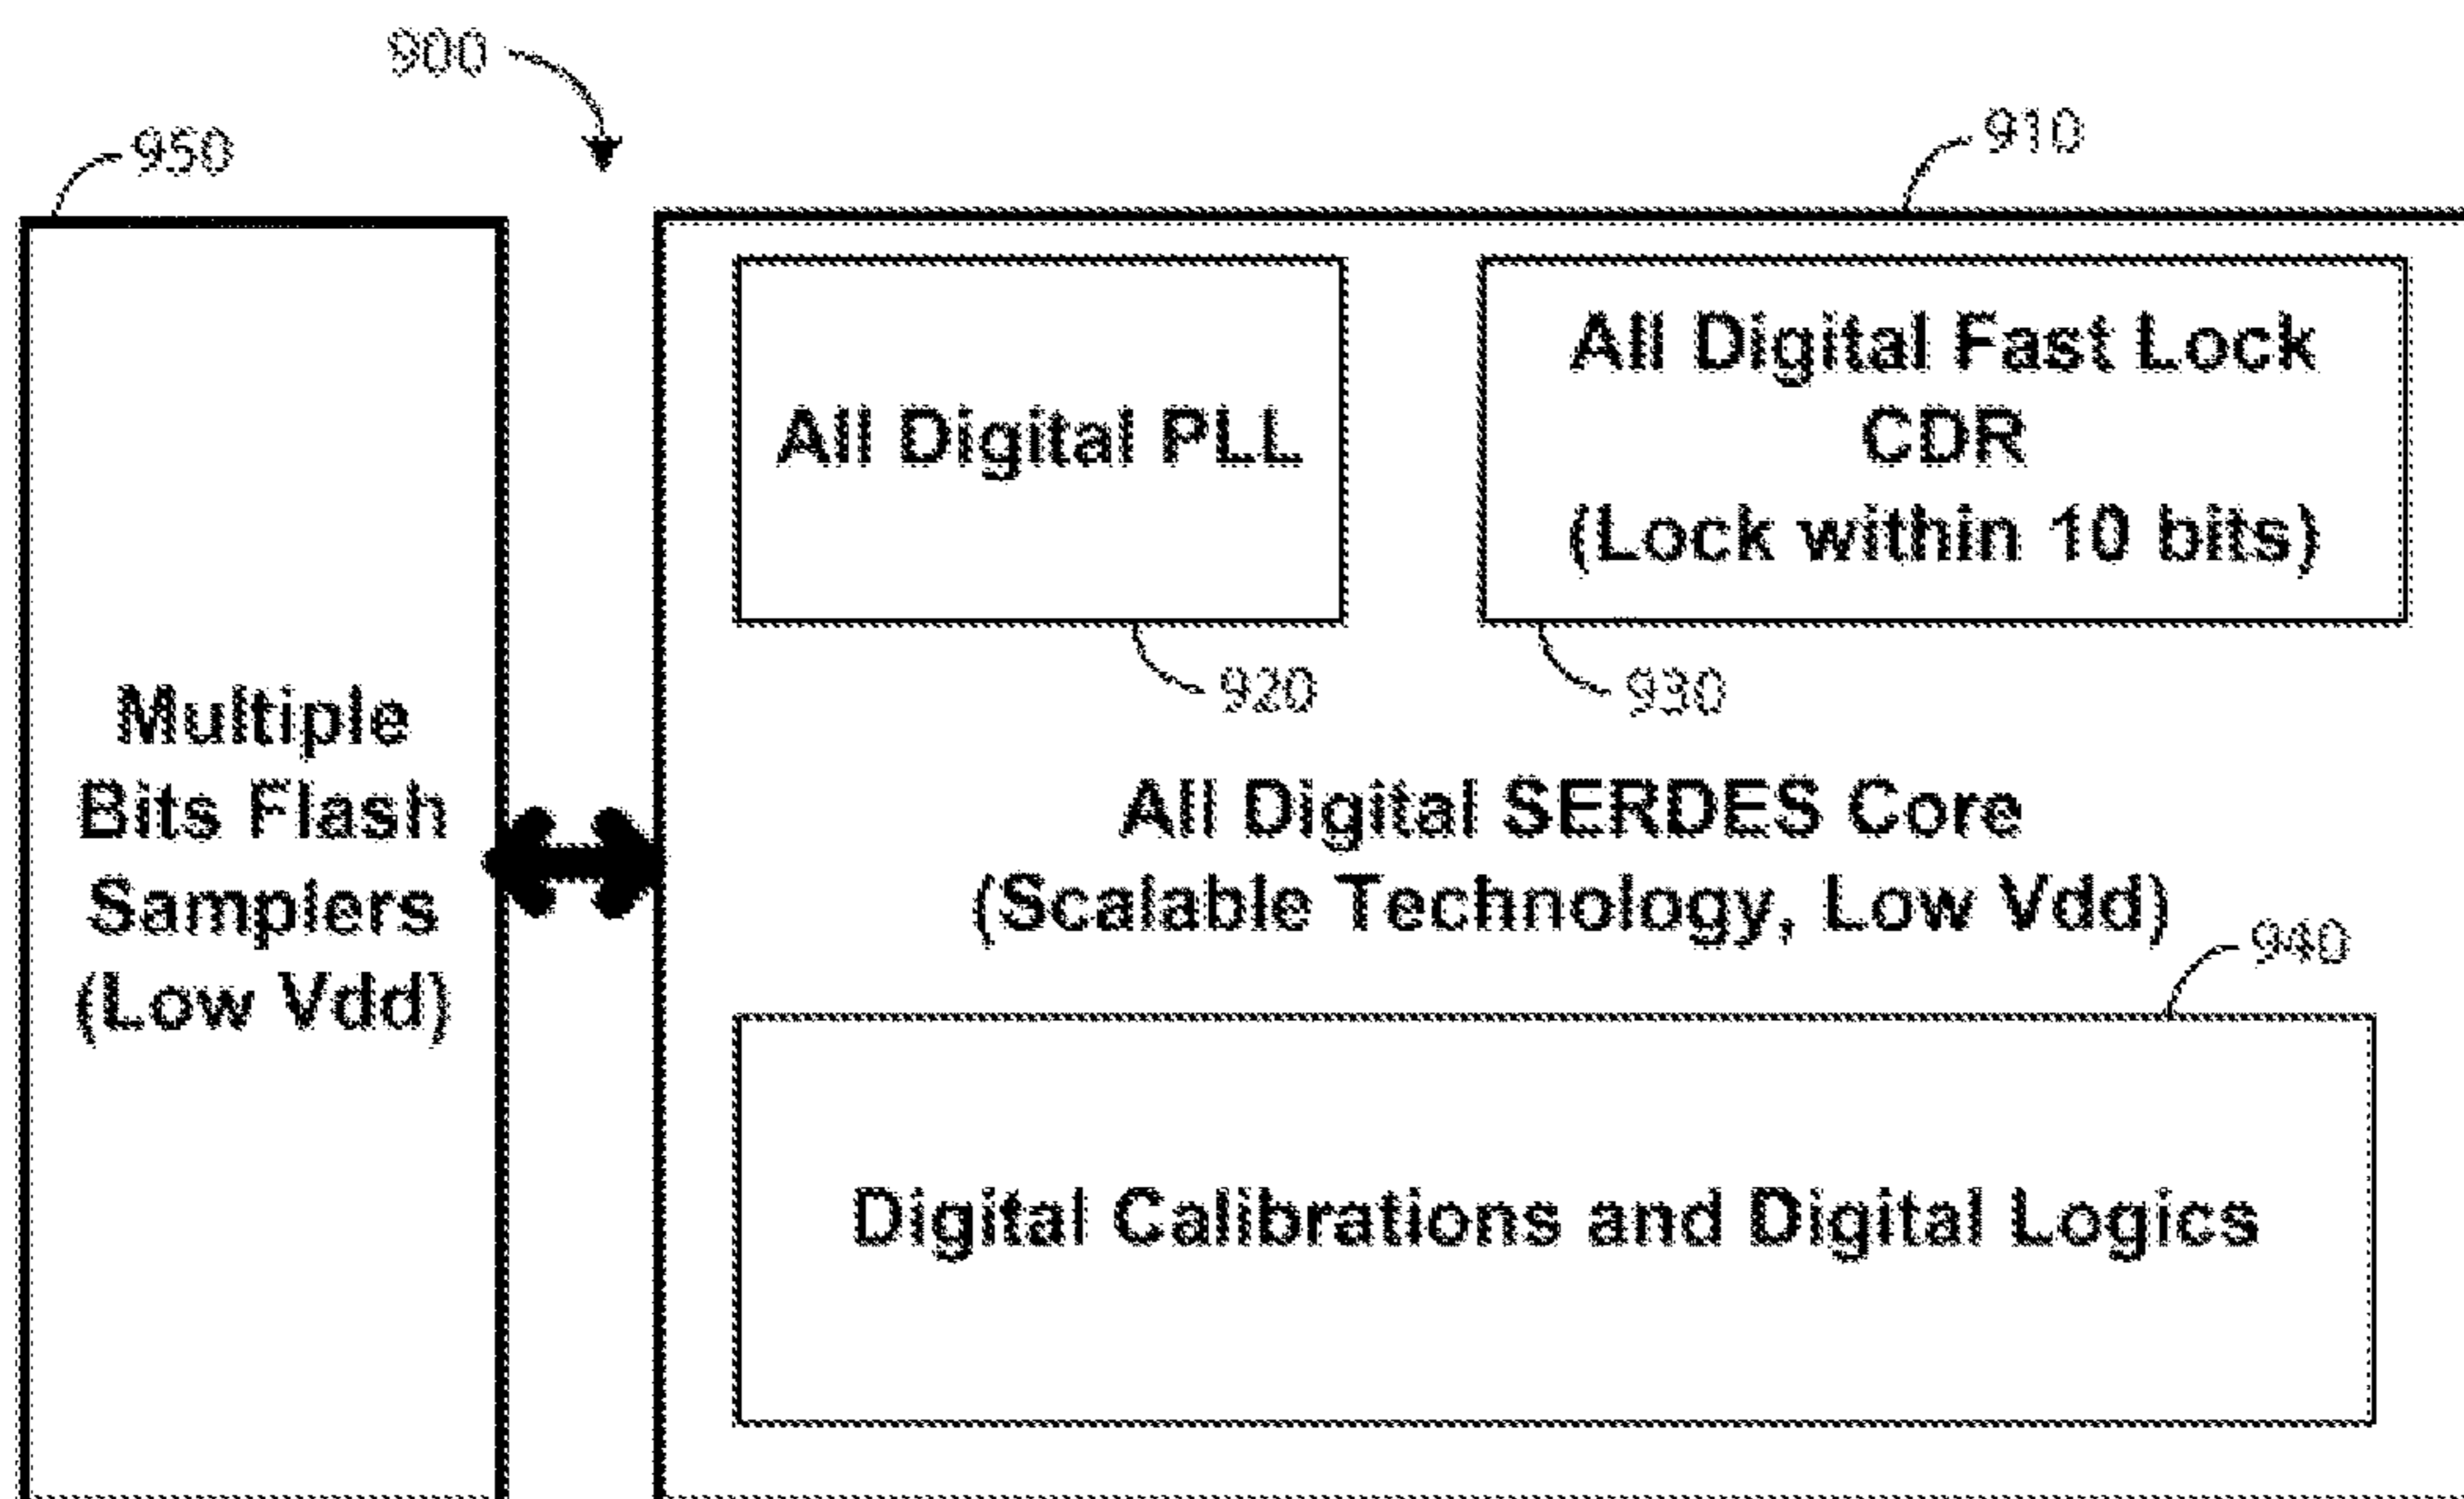 900
950
910
All Digital PLL
All Digital Fast Lock
CDR
(Lock within 10 bits)
920
930
Multiple
Bits Flash
Samplers
(Low Vdd)
All Digital SERDES Core
(Scalable Technology, Low Vdd)
940
Digital Calibrations and Digital Logics